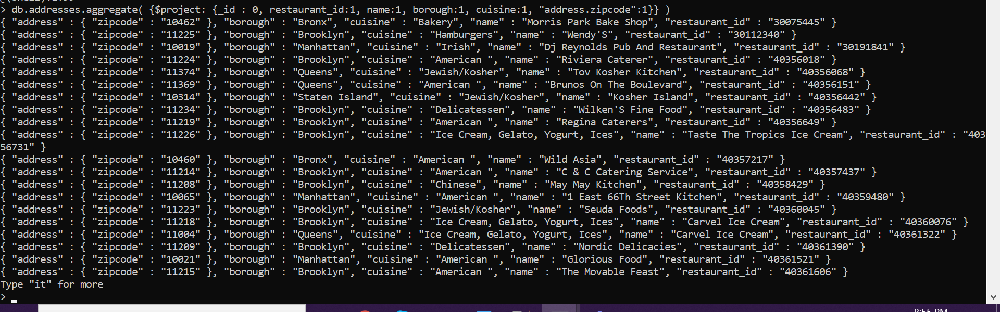 > db.addresses.aggregate( {$project: {_id : 0, restaurant_id:1, name:1, borough:1, cuisine:1, "address.zipcode":1}} )
{ "address" : { "zipcode" : "10462" }, "borough" : "Bronx", "cuisine" : "Bakery", "name" : "Morris Park Bake Shop", "restaurant_id" : "30075445" }
{ "address" : { "zipcode" : "11225" }, "borough" : "Brooklyn", "cuisine" : "Hamburgers", "name" : "Wendy'S", "restaurant_id" : "30112340" }
{ "address" : { "zipcode" : "10019" }, "borough" : "Manhattan", "cuisine" : "Irish", "name" : "Dj Reynolds Pub And Restaurant", "restaurant_id" : "30191841" }
{ "address" : { "zipcode" : "11224" }, "borough" : "Brooklyn", "cuisine" : "American ", "name" : "Riviera Caterer", "restaurant_id" : "40356018" }
{ "address" : { "zipcode" : "11374" }, "borough" : "Queens", "cuisine" : "Jewish/Kosher", "name" : "Tov Kosher Kitchen", "restaurant_id" : "40356068" }
{ "address" : { "zipcode" : "11369" }, "borough" : "Queens", "cuisine" : "American ", "name" : "Brunos On The Boulevard", "restaurant_id" : "40356151" }
{ "address" : { "zipcode" : "10314" }, "borough" : "Staten Island", "cuisine" : "Jewish/Kosher", "name" : "Kosher Island", "restaurant_id" : "40356442" }
{ "address" : { "zipcode" : "11234" }, "borough" : "Brooklyn", "cuisine" : "Delicatessen", "name" : "Wilken'S Fine Food", "restaurant_id" : "40356483" }
{ "address" : { "zipcode" : "11219" }, "borough" : "Brooklyn", "cuisine" : "American ", "name" : "Regina Caterers", "restaurant_id" : "40356649" }
{ "address" : { "zipcode" : "11226" }, "borough" : "Brooklyn", "cuisine" : "Ice Cream, Gelato, Yogurt, Ices", "name" : "Taste The Tropics Ice Cream", "restaurant_id" : "403
56731" }
{ "address" : { "zipcode" : "10460" }, "borough" : "Bronx", "cuisine" : "American ", "name" : "Wild Asia", "restaurant_id" : "40357217" }
{ "address" : { "zipcode" : "11214" }, "borough" : "Brooklyn", "cuisine" : "American ", "name" : "C & C Catering Service", "restaurant_id" : "40357437" }
{ "address" : { "zipcode" : "11208" }, "borough" : "Brooklyn", "cuisine" : "Chinese", "name" : "May May Kitchen", "restaurant_id" : "40358429" }
{ "address" : { "zipcode" : "10065" }, "borough" : "Manhattan", "cuisine" : "American ", "name" : "1 East 66Th Street Kitchen", "restaurant_id" : "40359480" }
{ "address" : { "zipcode" : "11223" }, "borough" : "Brooklyn", "cuisine" : "Jewish/Kosher", "name" : "Seuda Foods", "restaurant_id" : "40360045" }
{ "address" : { "zipcode" : "11218" }, "borough" : "Brooklyn", "cuisine" : "Ice Cream, Gelato, Yogurt, Ices", "name" : "Carvel Ice Cream", "restaurant_id" : "40360076" }
{ "address" : { "zipcode" : "11004" }, "borough" : "Queens", "cuisine" : "Ice Cream, Gelato, Yogurt, Ices", "name" : "Carvel Ice Cream", "restaurant_id" : "40361322" }
{ "address" : { "zipcode" : "11209" }, "borough" : "Brooklyn", "cuisine" : "Delicatessen", "name" : "Nordic Delicacies", "restaurant_id" : "40361390" }
{ "address" : { "zipcode" : "10021" }, "borough" : "Manhattan", "cuisine" : "American ", "name" : "Glorious Food", "restaurant_id" : "40361521" }
{ "address" : { "zipcode" : "11215" }, "borough" : "Brooklyn", "cuisine" : "American ", "name" : "The Movable Feast", "restaurant_id" : "40361606" }
Type "it" for more
>
8:55 PM